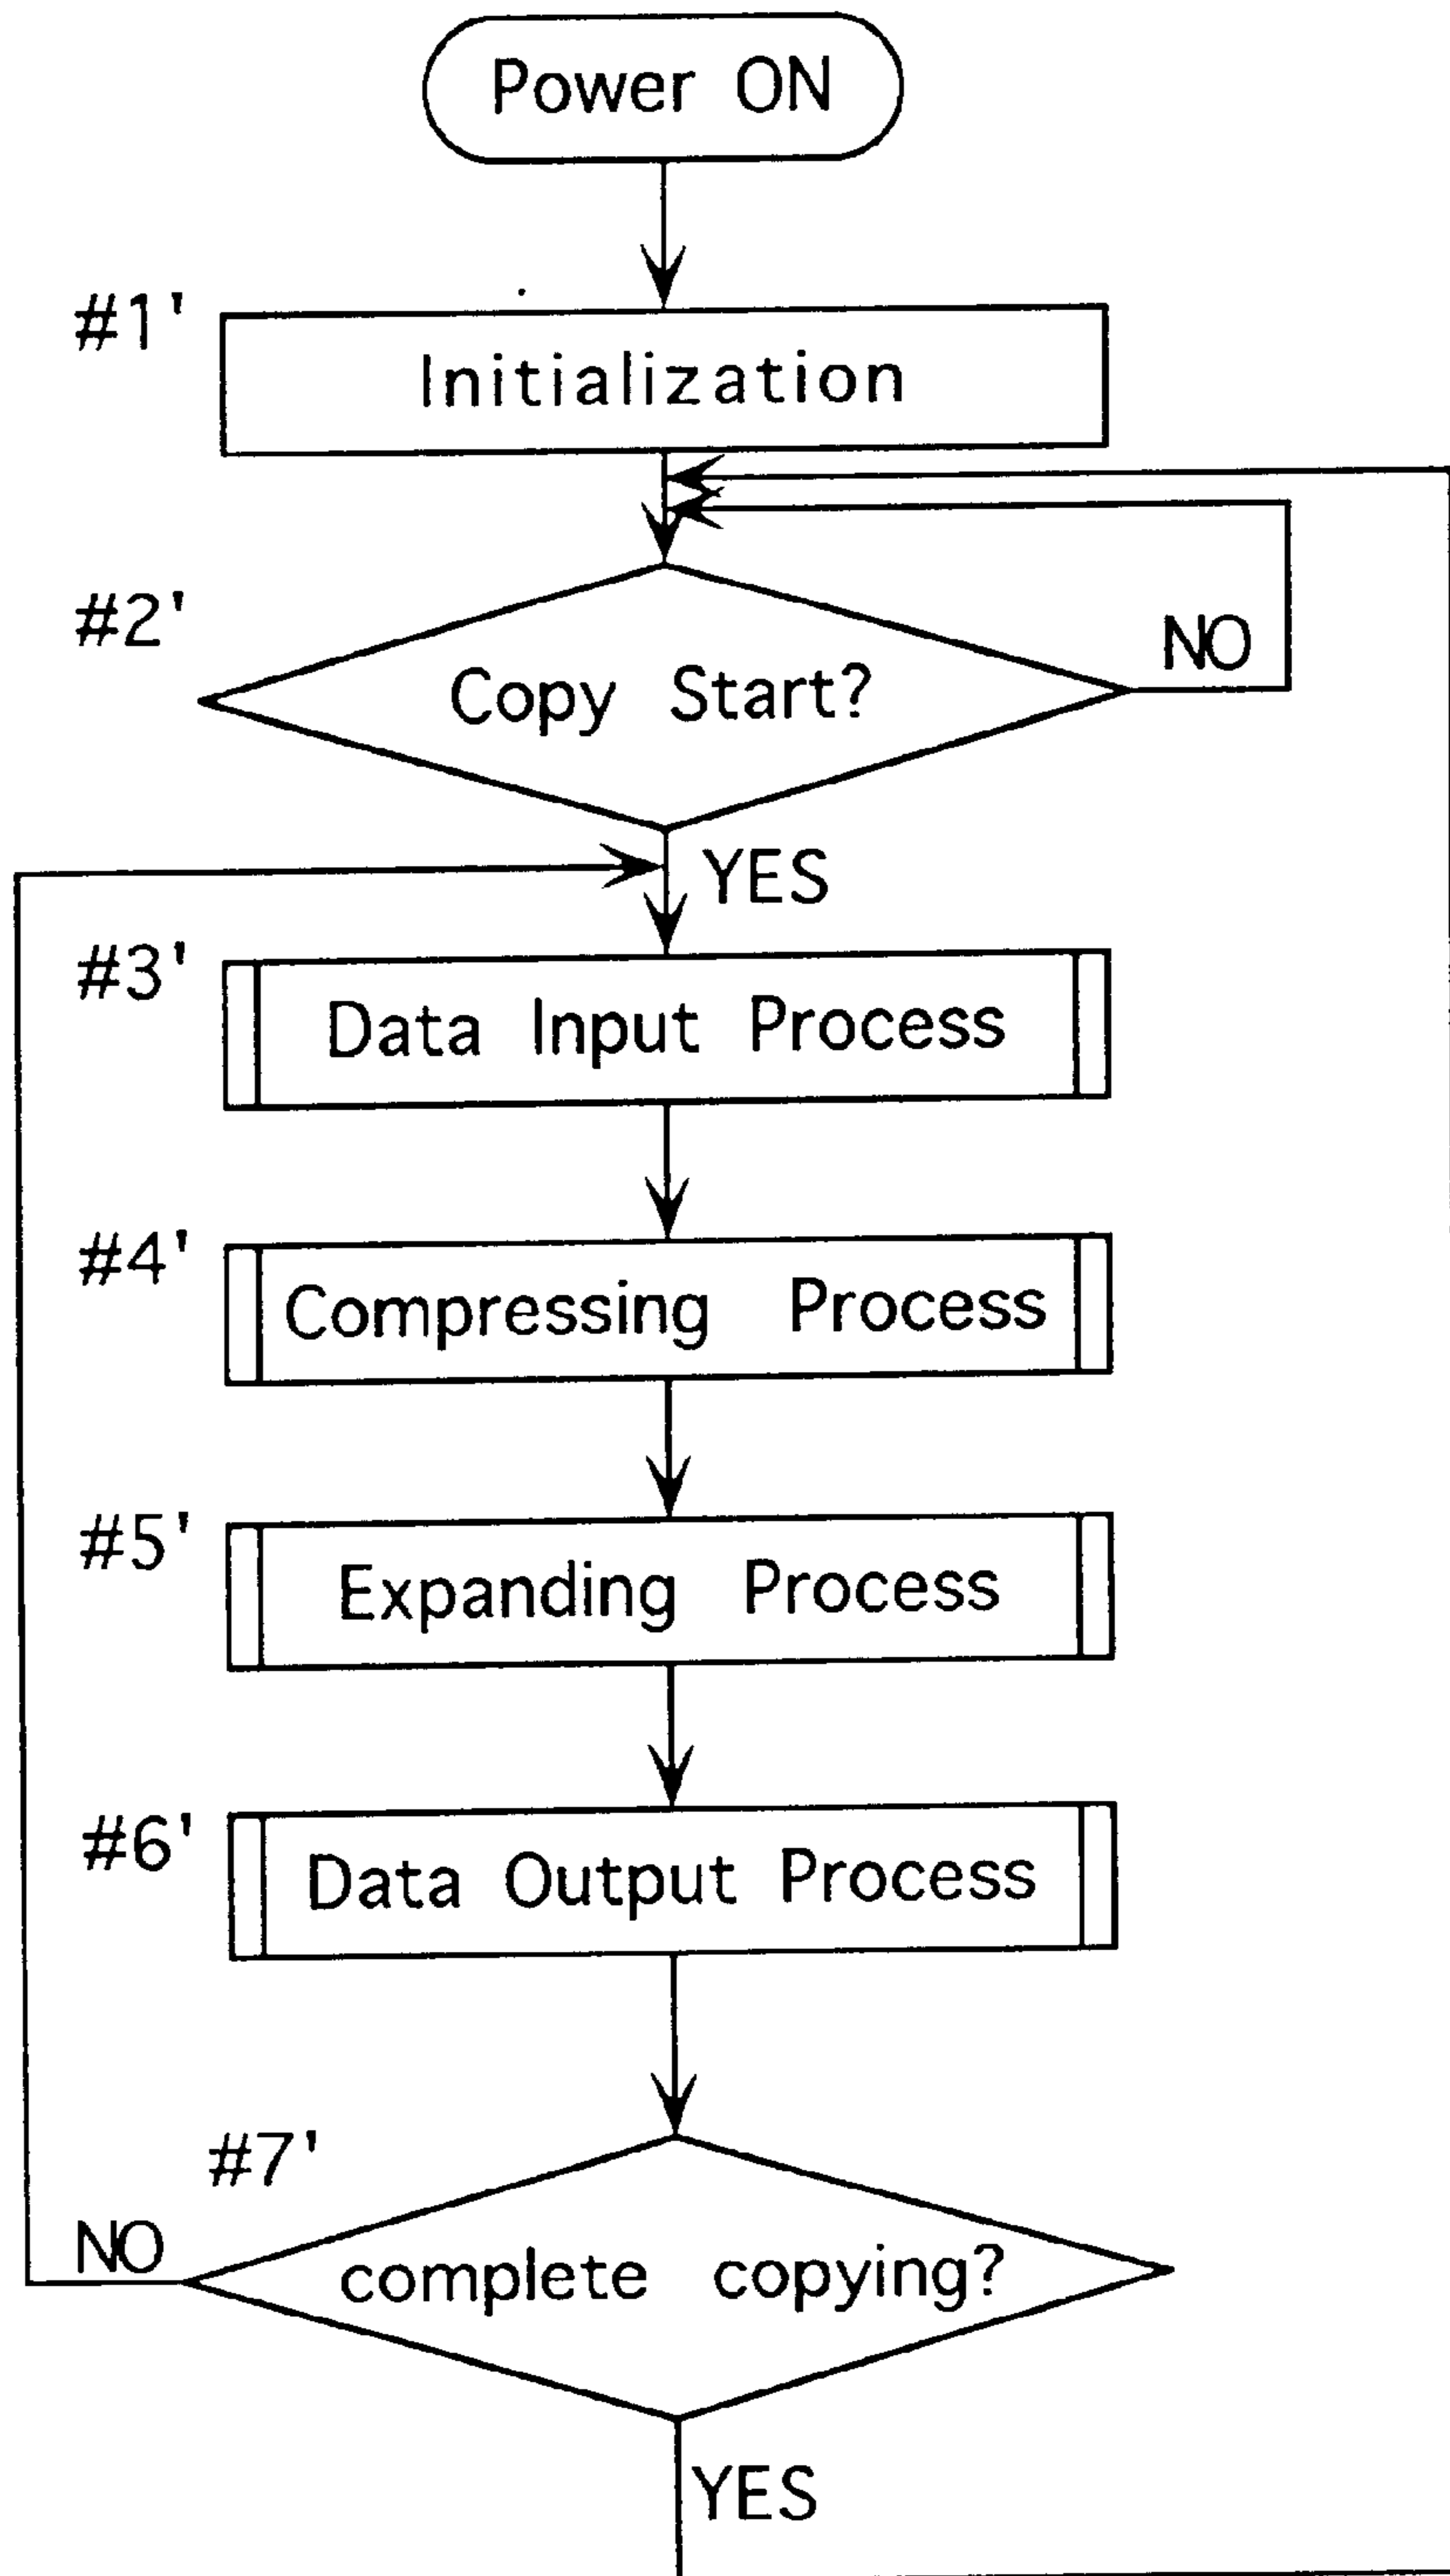 Power ON
#1'
Initialization
#2'
Copy Start?
NO
YES
#3'
Data Input Process
#4'
Compressing Process
#5'
Expanding Process
#6'
Data Output Process
#7'
NO
complete copying?
YES